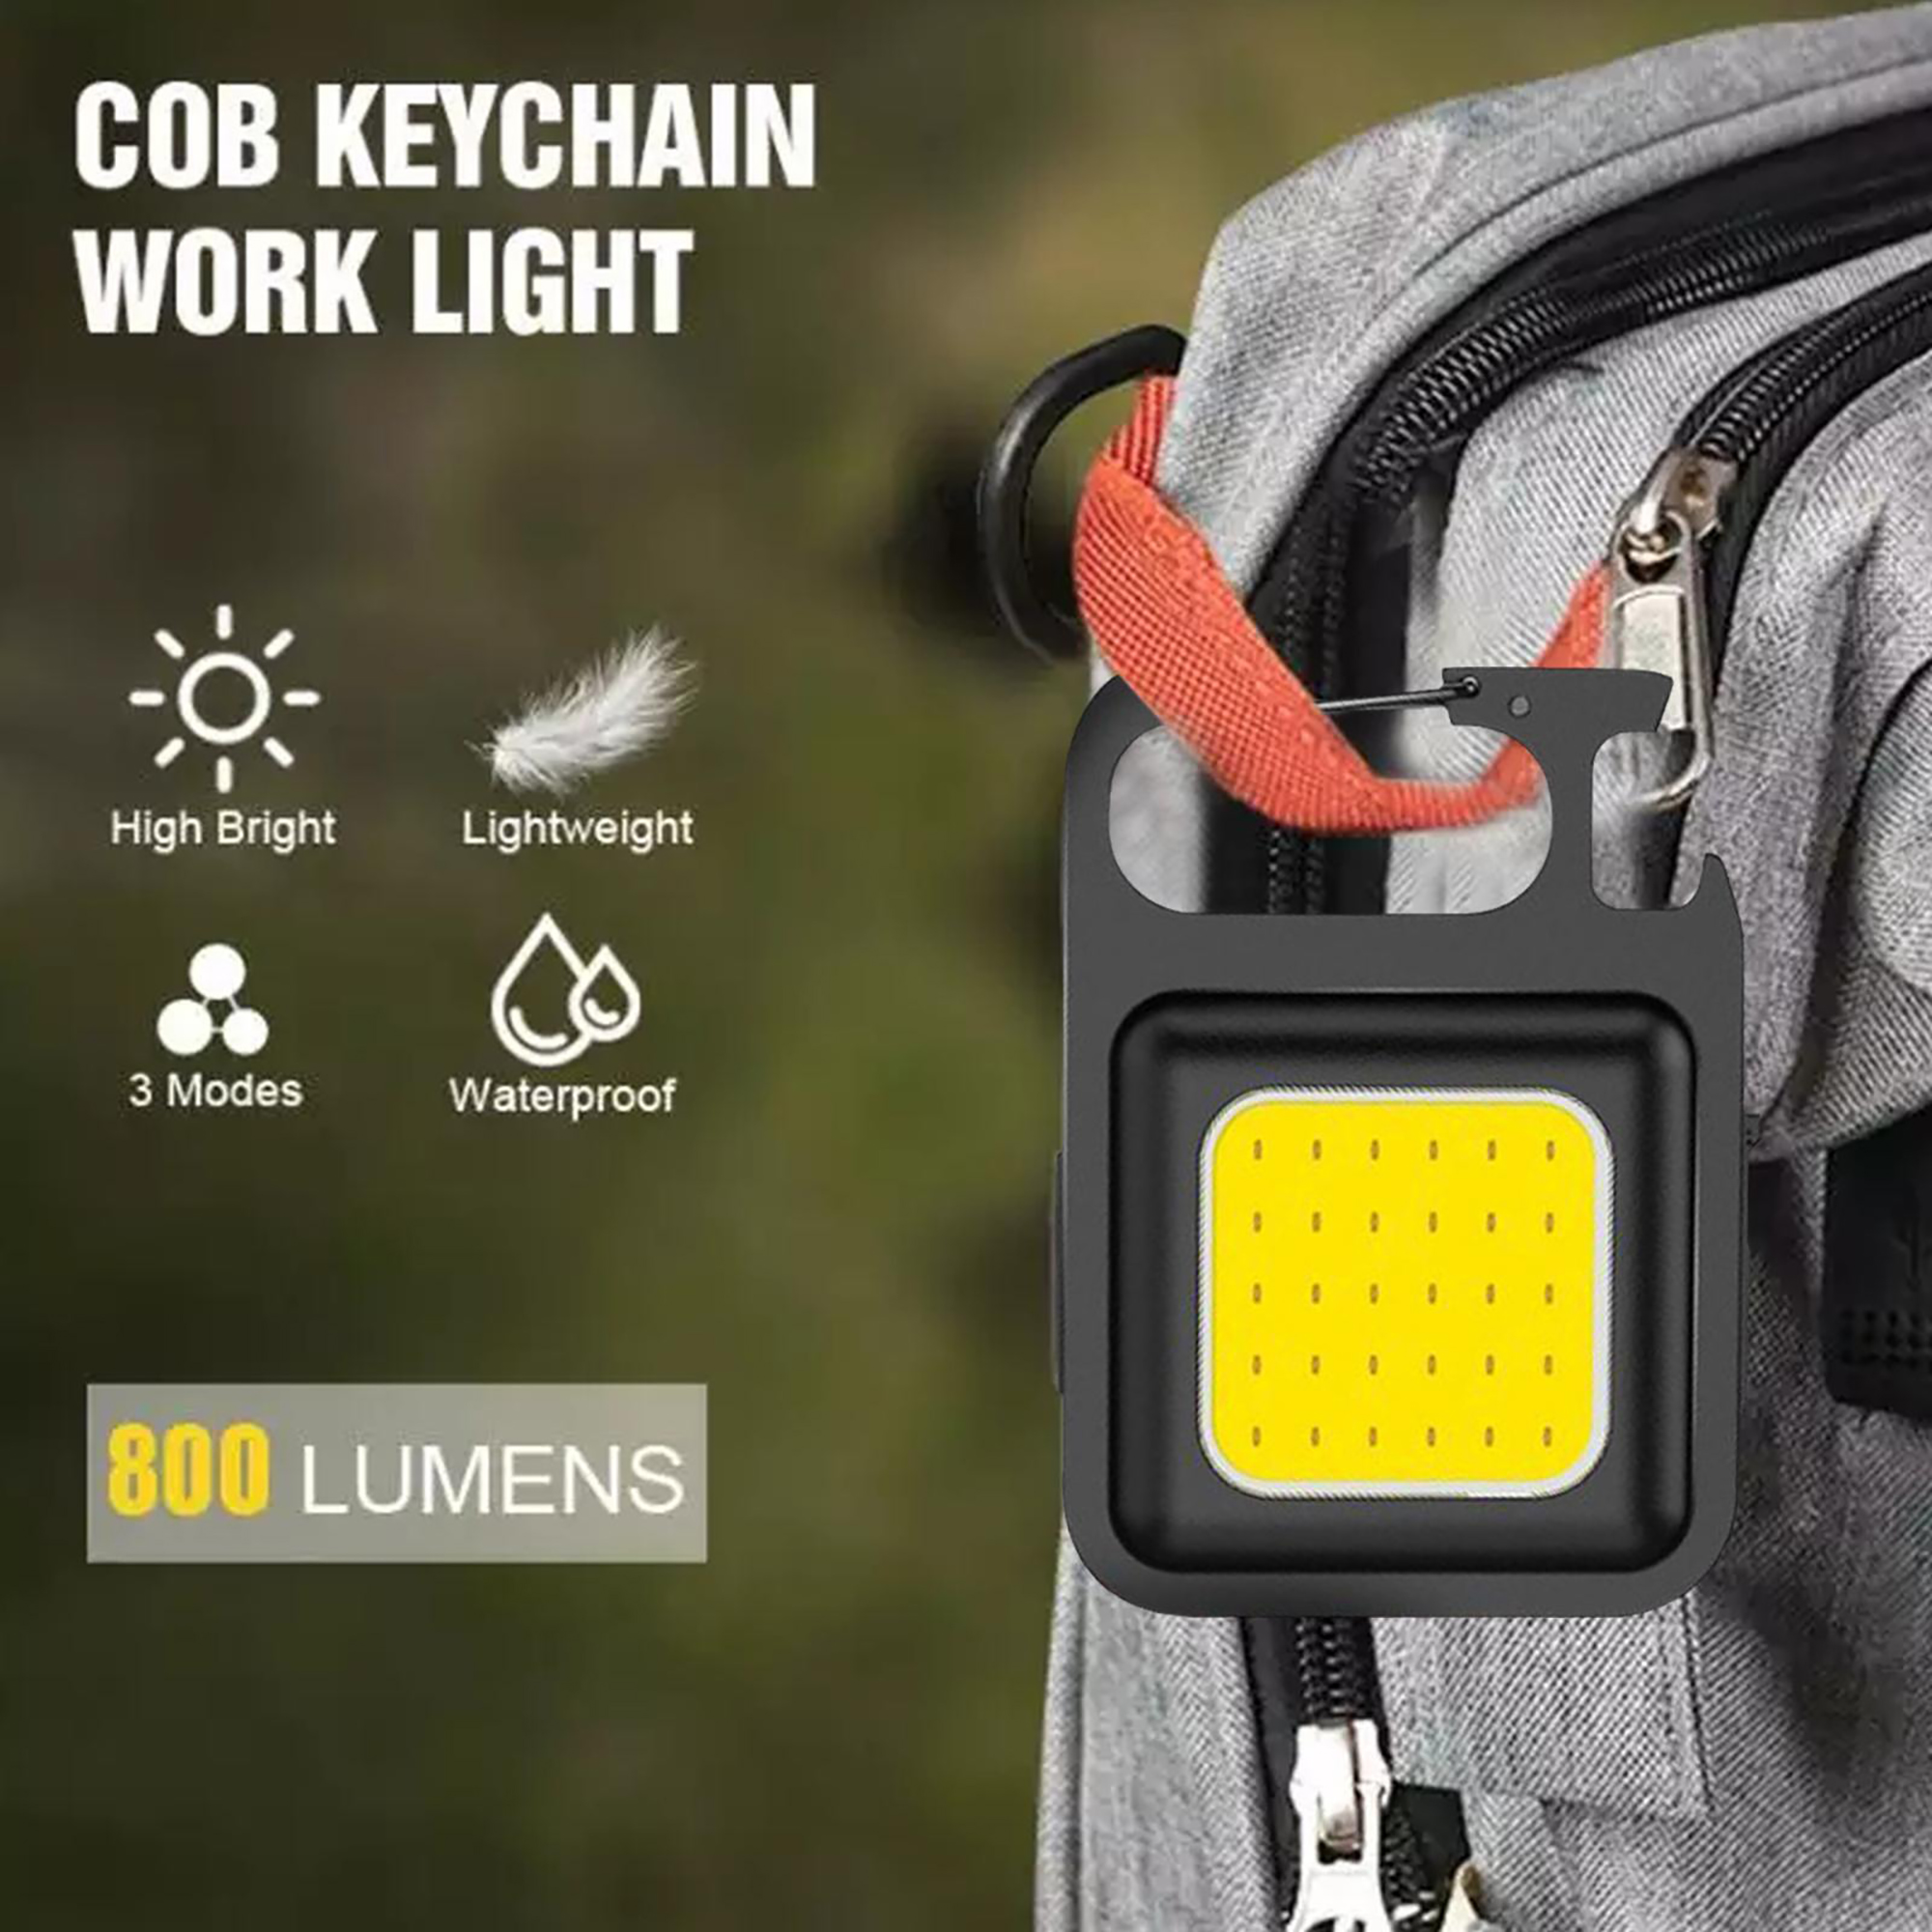 COB KEYCHAIN
WORK LIGHT
High Bright
Lightweight
3 Modes
Waterproof
800 LUMENS